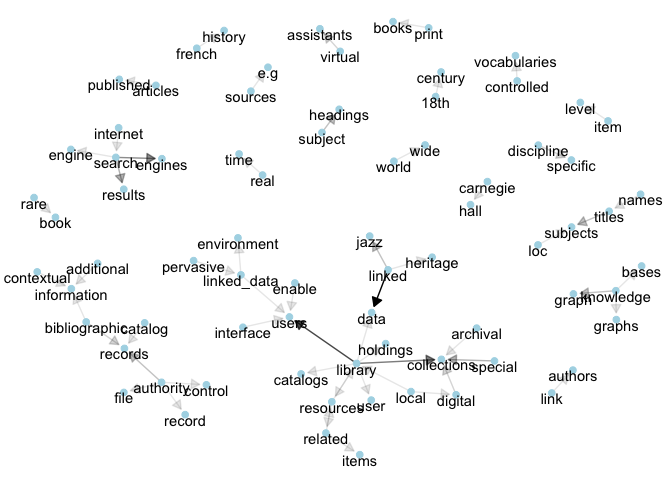 history
french
assistants
virtual
books
print
vocabularies
controlled
published
articles
e.g
sources
century
18th
headings
subject
level
item
internet
engine
search
engines
results
time
real
wide
world
discipline
specific
carnegie
hall
rare
book
names
titles
subjects
loc
environment
pervasive
linked_data
enable
interface
users
jazz
linked
heritage
data
bases
graph
knowledge
graphs
contextual
additional
information
bibliographic
catalog
records
authority
control
file
record
holdings
library
archival
collections
special
catalogs
resources
user
local
digital
related
items
authors
link